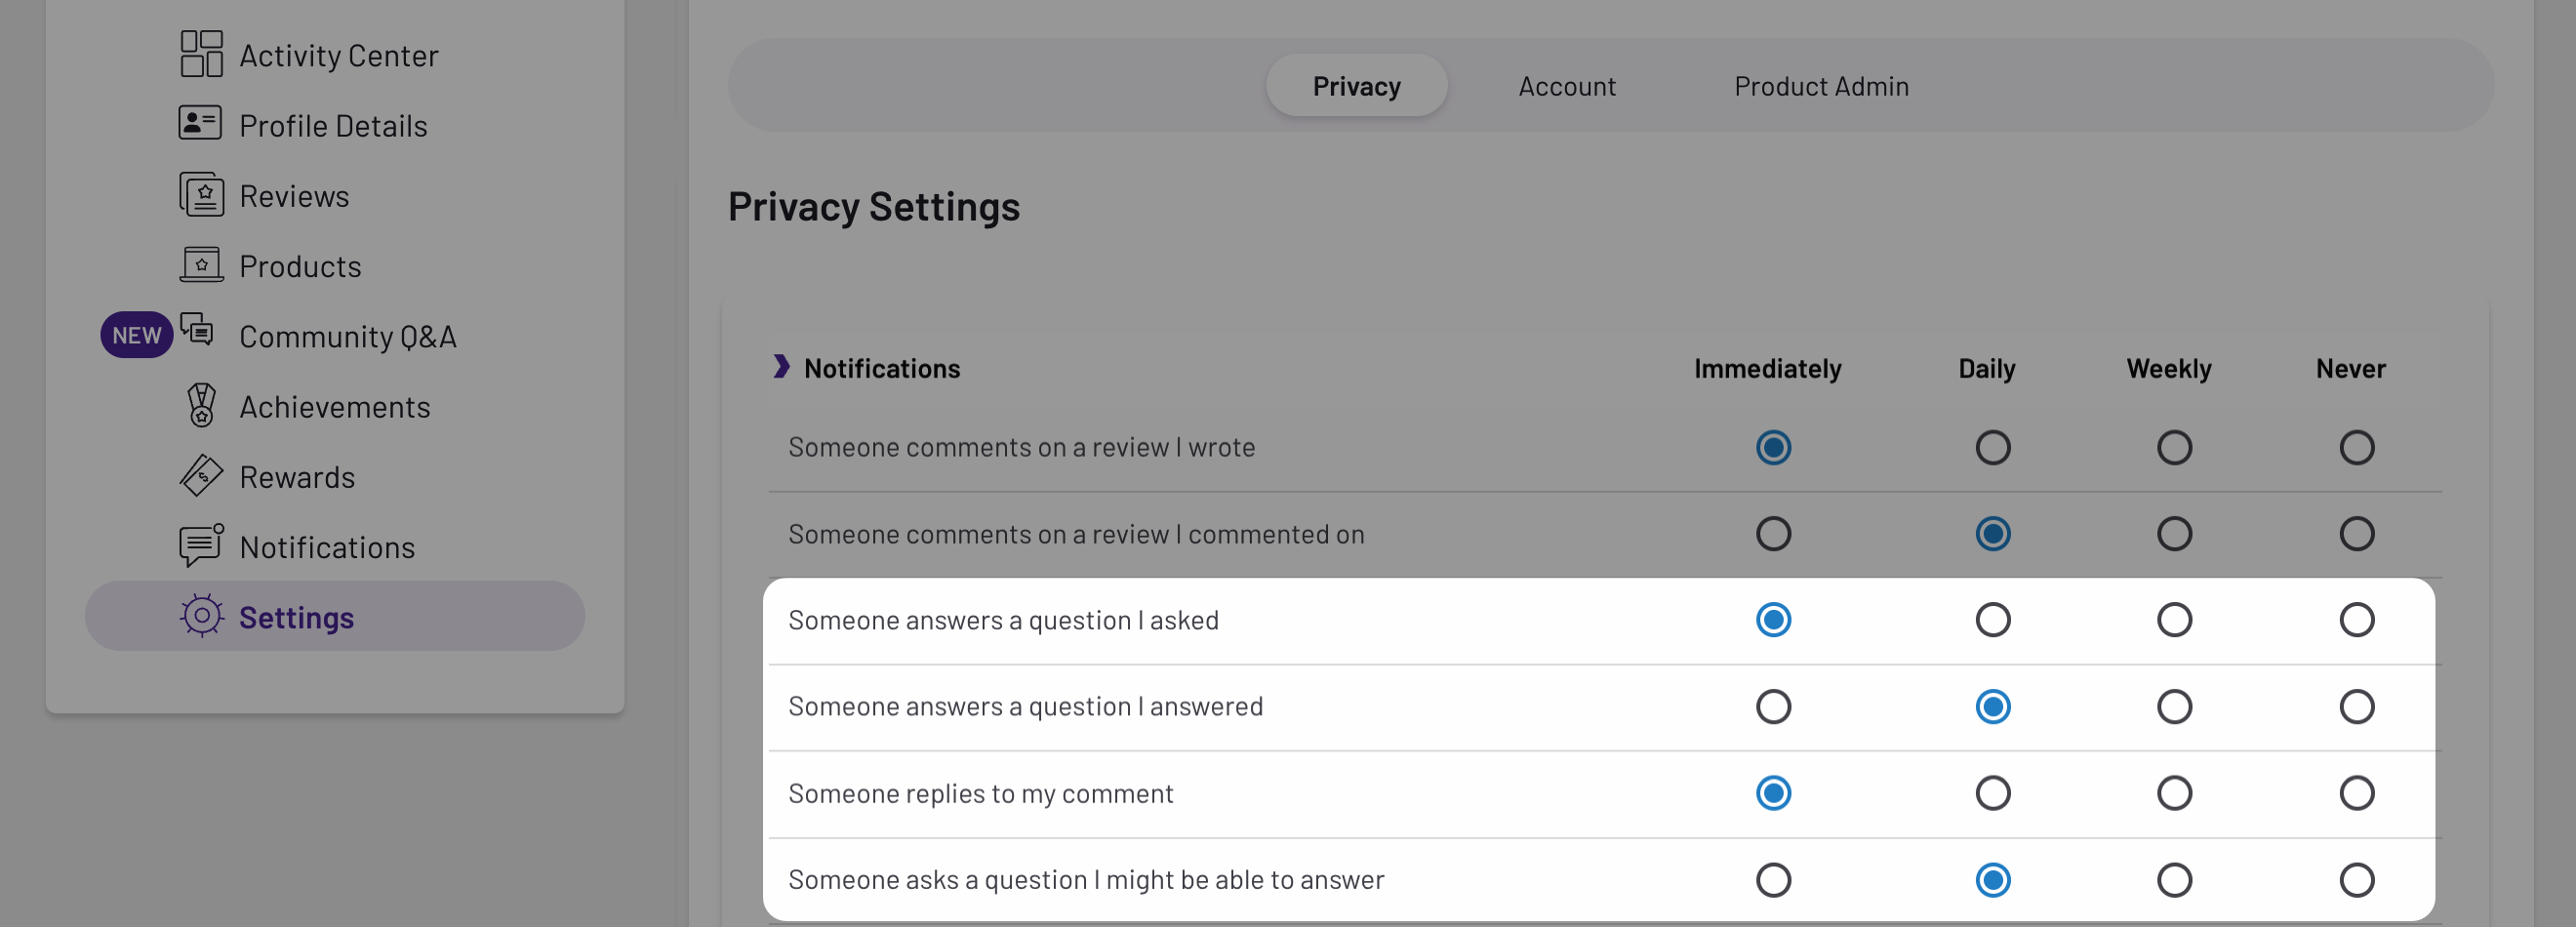 Activity Center
Profile Details
Reviews
Products
NEW Community Q&A
Achievements
Rewards
Notifications
Settings
Privacy Account Product Admin
Privacy Settings
Notifications Immediately Daily Weekly Never
Someone comments on a review I wrote
Someone comments on a review I commented on
Someone answers a question I asked
Someone answers a question I answered
Someone replies to my comment
Someone asks a question I might be able to answer